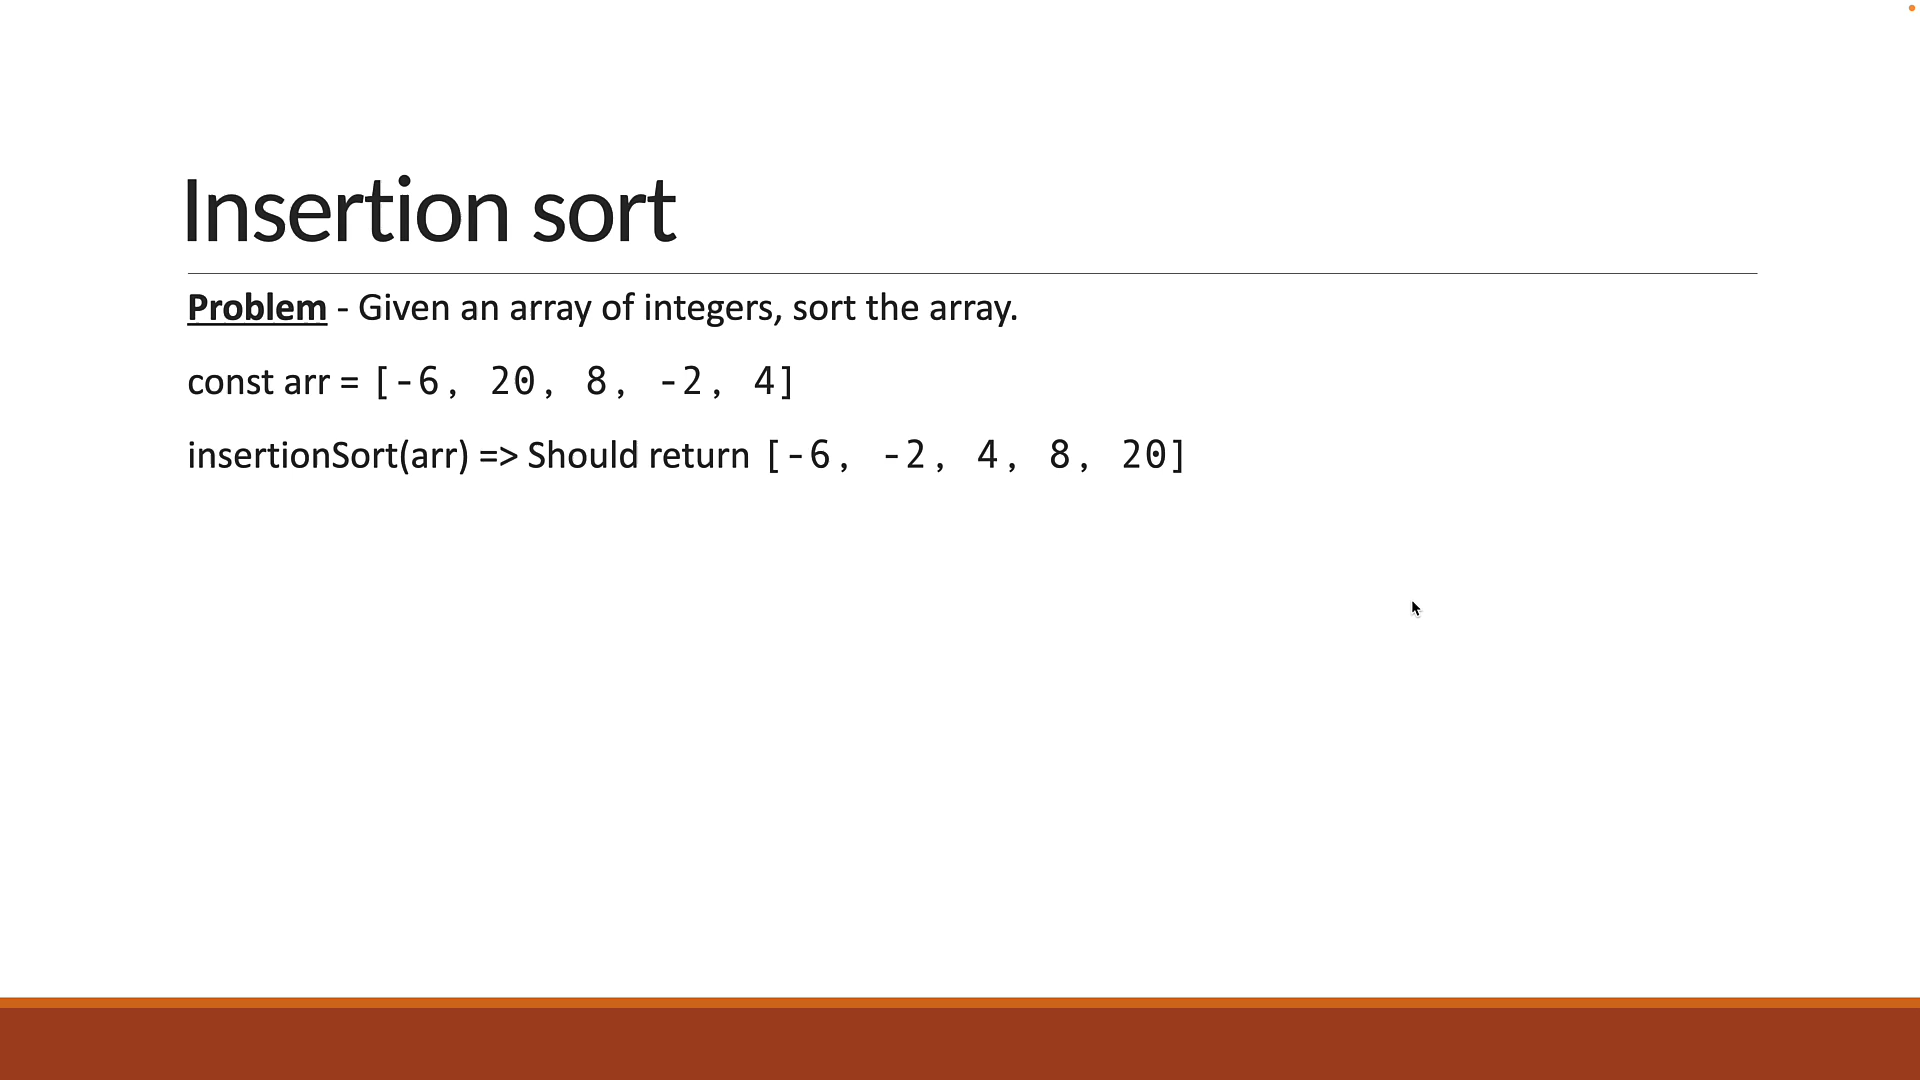 Insertion sort
Problem - Given an array of integers, sort the array.
const arr = [-6, 20, 8, -2, 4]
insertionSort(arr) => Should return [-6, -2, 4, 8, 20]